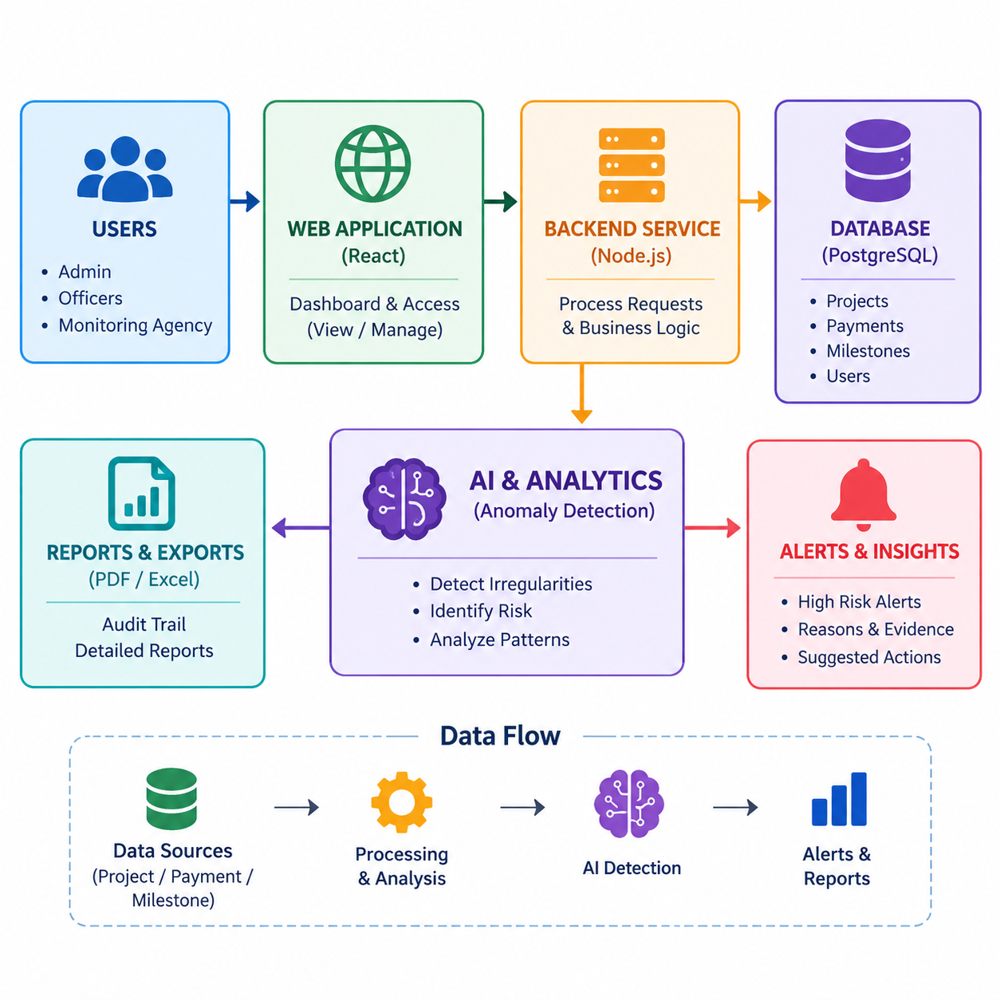 USERS
• Admin
• Officers
• Monitoring Agency
WEB APPLICATION
(React)
Dashboard & Access
(View / Manage)
BACKEND SERVICE
(Node.js)
Process Requests
& Business Logic
DATABASE
(PostgreSQL)
• Projects
• Payments
• Milestones
• Users
REPORTS & EXPORTS
(PDF / Excel)
Audit Trail
Detailed Reports
AI & ANALYTICS
(Anomaly Detection)
• Detect Irregularities
• Identify Risk
• Analyze Patterns
ALERTS & INSIGHTS
• High Risk Alerts
• Reasons & Evidence
• Suggested Actions
Data Flow
Data Sources
(Project / Payment /
Milestone)
Processing
& Analysis
AI Detection
Alerts &
Reports